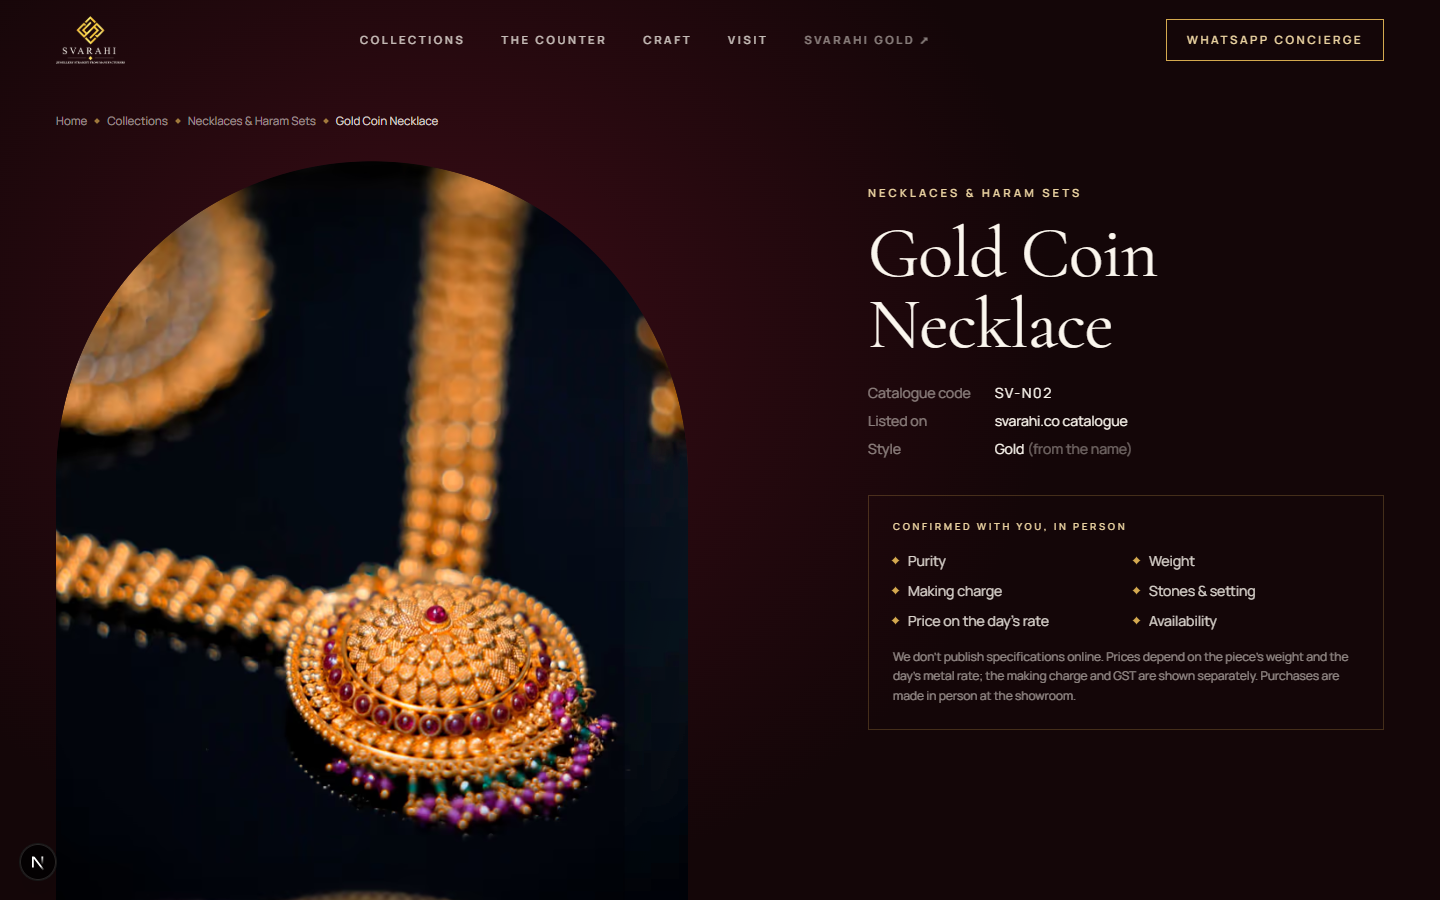 SVARAHI
JEWELLERY STRAIGHT FROM MANUFACTURERS
COLLECTIONS
THE COUNTER
CRAFT
VISIT
SVARAHI GOLD ↗
WHATSAPP CONCIERGE
Home ◆ Collections ◆ Necklaces & Haram Sets ◆ Gold Coin Necklace
NECKLACES & HARAM SETS
Gold Coin
Necklace
Catalogue code SV-N02
Listed on svarahi.co catalogue
Style Gold (from the name)
CONFIRMED WITH YOU, IN PERSON
Purity
Weight
Making charge
Stones & setting
Price on the day's rate
Availability
We don't publish specifications online. Prices depend on the piece's weight and the
day's metal rate; the making charge and GST are shown separately. Purchases are
made in person at the showroom.
N